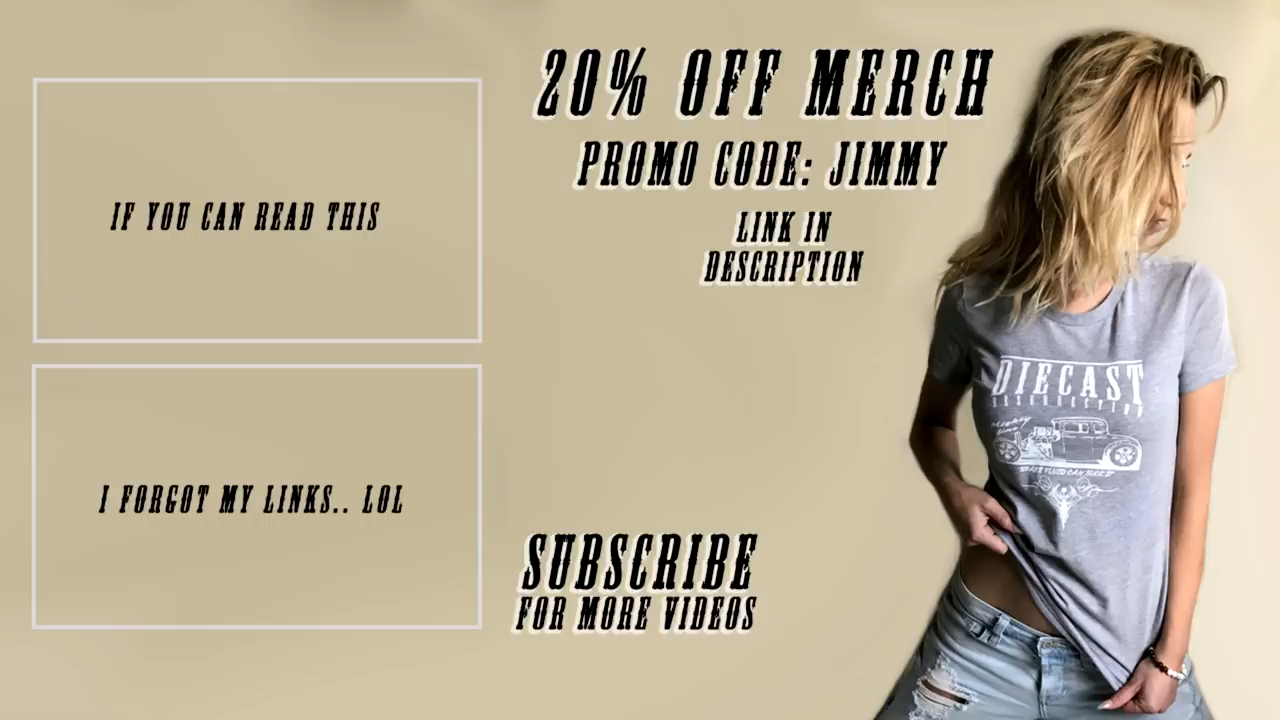 20% OFF MERCH
PROMO CODE: JIMMY
LINK IN
DESCRIPTION
IF YOU CAN READ THIS
I FORGOT MY LINKS.. LOL
SUBSCRIBE
FOR MORE VIDEOS
DIECAST
RESURRECTION